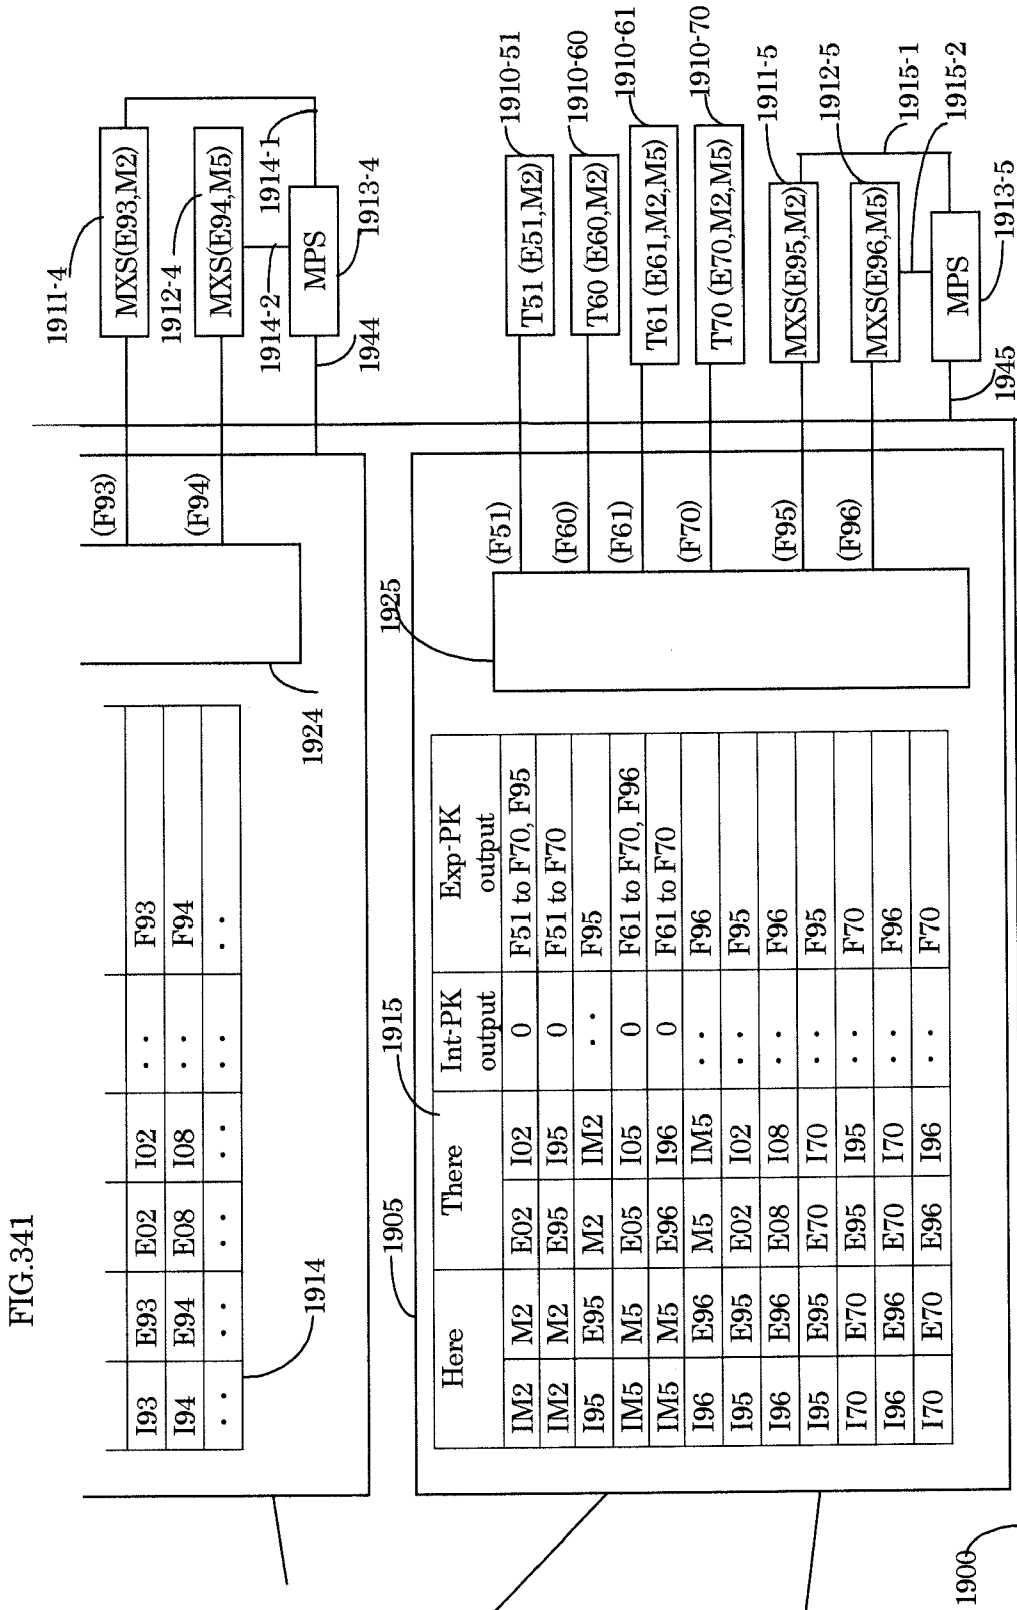 FIG.341
I93 E93 E02 I02 . . F93
I94 E94 E08 I08 . . F94
. . . . . . . . . . . .
1914
1924
(F93)
(F94)
1911-4
MXS(E93,M2)
1912-4
MXS(E94,M5)
1914-1
1914-2
MPS
1913-4
1944
1905
1915
1925
Here There Int-PK output Exp-PK output
IM2 M2 E02 I02 0 F51 to F70, F95
IM2 M2 E95 I95 0 F51 to F70
I95 E95 M2 IM2 . . F95
IM5 M5 E05 I05 0 F61 to F70, F96
IM5 M5 E96 I96 0 F61 to F70
I96 E96 M5 IM5 . . F96
I95 E95 E02 I02 . . F95
I96 E96 E08 I08 . . F96
I95 E95 E70 I70 . . F95
I70 E70 E95 I95 . . F70
I96 E96 E70 I70 . . F96
I70 E70 E96 I96 . . F70
(F51)
(F60)
(F61)
(F70)
(F95)
(F96)
T51 (E51,M2)
1910-51
T60 (E60,M2)
1910-60
T61 (E61,M2,M5)
1910-61
T70 (E70,M2,M5)
1910-70
MXS(E95,M2)
1911-5
MXS(E96,M5)
1912-5
1915-1
1915-2
MPS
1913-5
1945
1900